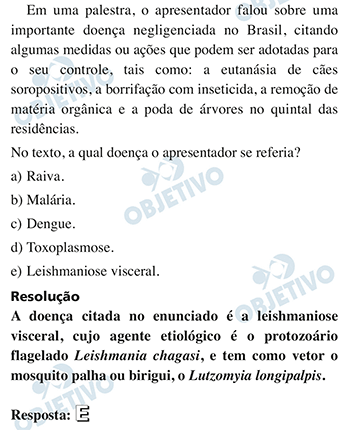 Em uma palestra, o apresentador falou sobre uma
importante doença negligenciada no Brasil, citando
algumas medidas ou ações que podem ser adotadas para
o seu controle, tais como: a eutanásia de cães
soropositivos, a borrifação com inseticida, a remoção de
matéria orgânica e a poda de árvores no quintal das
residências.
No texto, a qual doença o apresentador se referia?
a) Raiva.
b) Malária.
c) Dengue.
d) Toxoplasmose.
e) Leishmaniose visceral.
Resolução
A doença citada no enunciado é a leishmaniose
visceral, cujo agente etiológico é o protozoário
flagelado Leishmania chagasi, e tem como vetor o
mosquito palha ou birigui, o Lutzomyia longipalpis.
Resposta: E
OBJETIVO
OBJETIVO
OBJETIVO
OBJETIVO
OBJETIVO